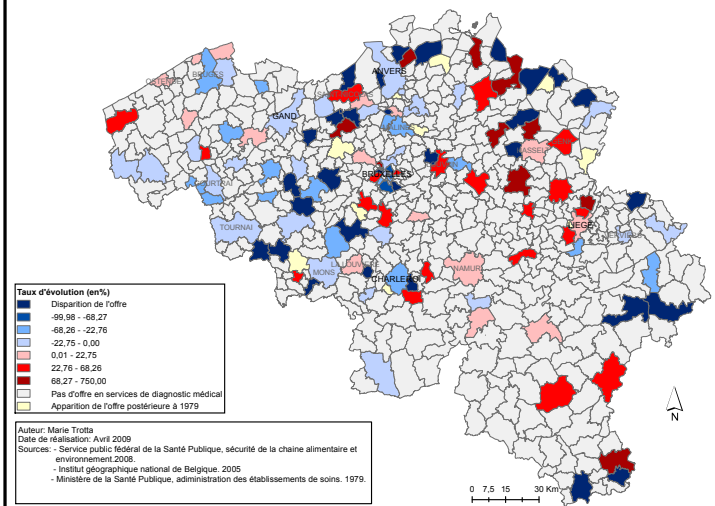 ANVERS
OSTENDE
BRUGES
GAND
MALINES
HASSELT
BRUXELLES
COURTRAI
TOURNAI
LIEGE
VERVIERS
LA LOUVIERE
MONS
CHARLEROI
NAMUR
Taux d'évolution (en%)
Disparition de l'offre
-99,98 - -68,27
-68,26 - -22,76
-22,75 - 0,00
0,01 - 22,75
22,76 - 68,26
68,27 - 750,00
Pas d'offre en services de diagnostic médical
Apparition de l'offre postérieure à 1979
Auteur: Marie Trotta
Date de réalisation: Avril 2009
Sources: - Service public fédéral de la Santé Publique, sécurité de la chaine alimentaire et
environnement.2008.
- Institut géographique national de Belgique. 2005
- Ministère de la Santé Publique, administration des établissements de soins. 1979.
N
0 7,5 15 30 Km